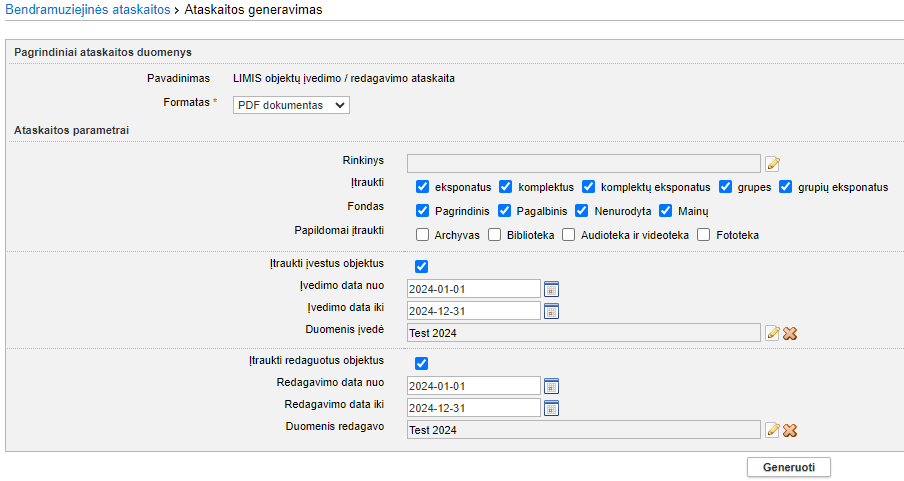 Bendramuziejinės ataskaitos › Ataskaitos generavimas
Pagrindiniai ataskaitos duomenys
Pavadinimas LIMIS objektų įvedimo / redagavimo ataskaita
Formatas * PDF dokumentas
Ataskaitos parametrai
Rinkinys
Įtraukti eksponatus komplektus komplektų eksponatus grupes grupių eksponatus
Fondas Pagrindinis Pagalbinis Nenurodyta Mainų
Papildomai įtraukti Archyvas Biblioteka Audioteka ir videoteka Fototeka
Įtraukti įvestus objektus
Įvedimo data nuo 2024-01-01
Įvedimo data iki 2024-12-31
Duomenis įvedė Test 2024
Įtraukti redaguotus objektus
Redagavimo data nuo 2024-01-01
Redagavimo data iki 2024-12-31
Duomenis redagavo Test 2024
Generuoti